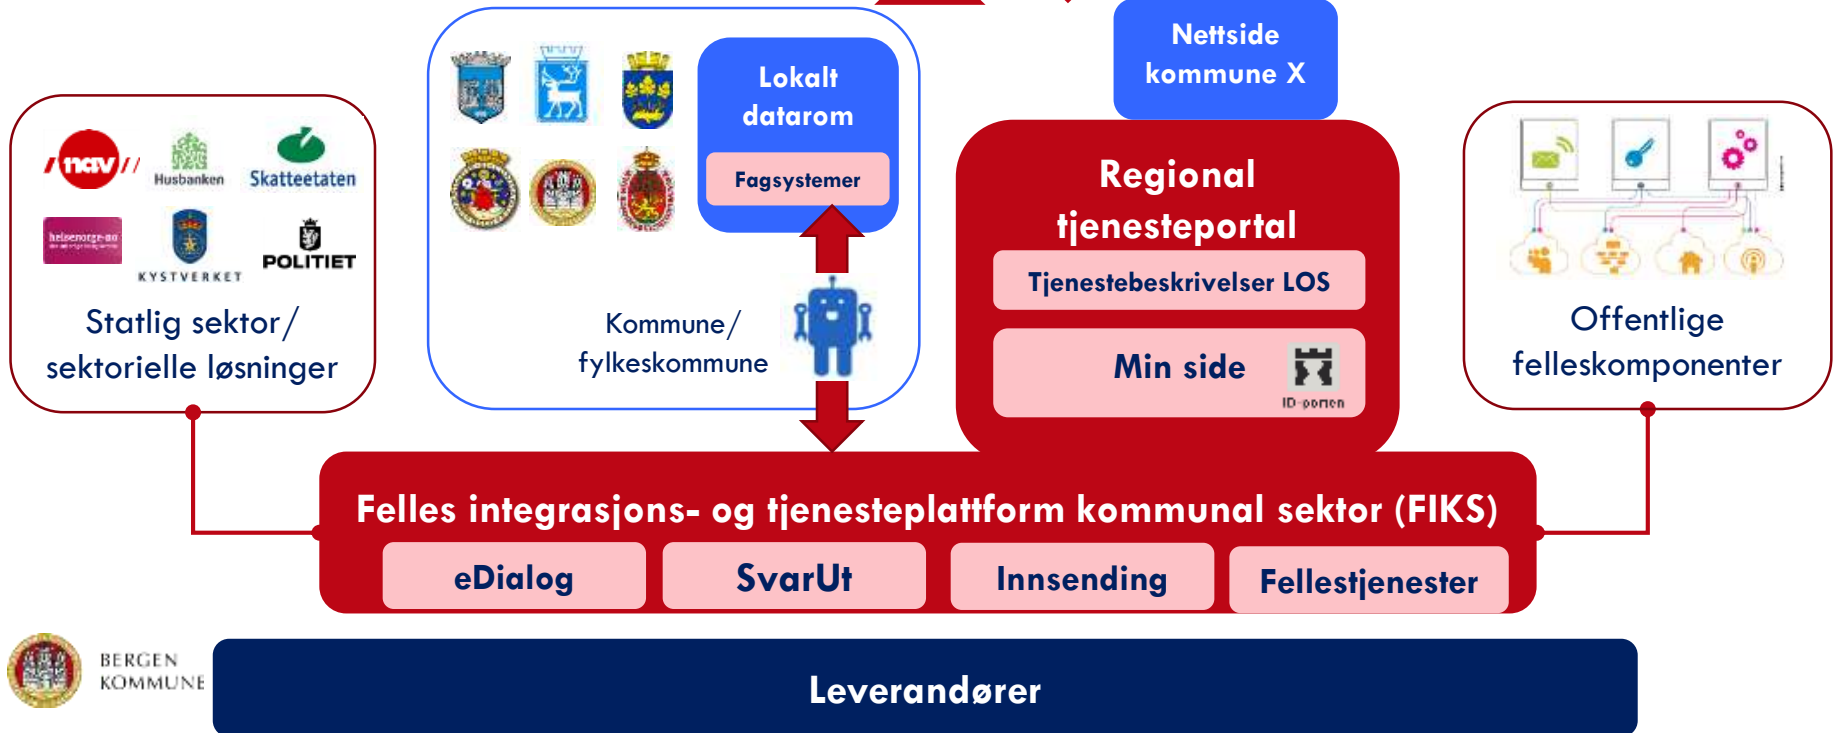 Nettside
kommune X
Lokalt
datarom
Fagsystemer
nav
Husbanken
Skatteetaten
helsenorge.no
KYSTVERKET
POLITIET
Statlig sektor/
sektorielle løsninger
Kommune/
fylkeskommune
Regional
tjenesteportal
Tjenestebeskrivelser LOS
Min side
ID-porten
Offentlige
felleskomponenter
Felles integrasjons- og tjenesteplattform kommunal sektor (FIKS)
eDialog
SvarUt
Innsending
Fellestjenester
BERGEN
KOMMUNE
Leverandører